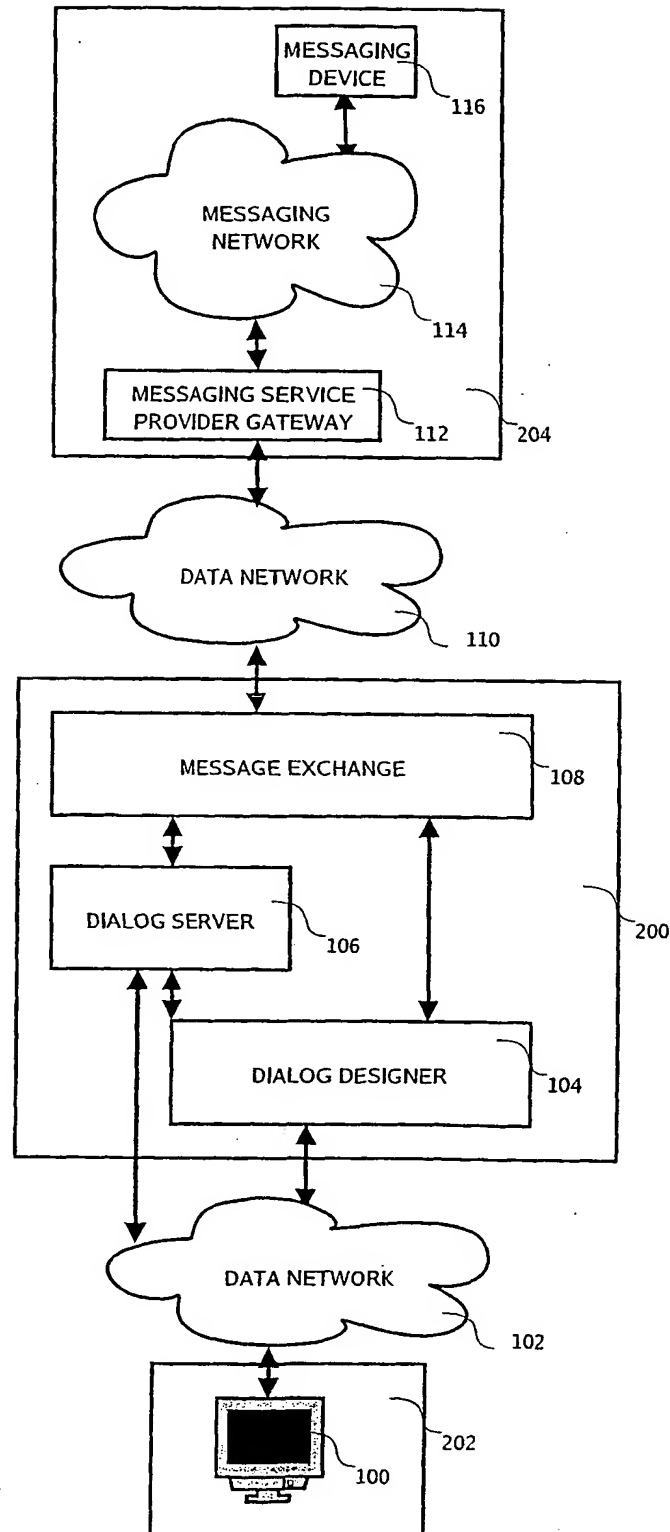 MESSAGING
DEVICE
116
MESSAGING
NETWORK
114
MESSAGING SERVICE
PROVIDER GATEWAY
112
204
DATA NETWORK
110
MESSAGE EXCHANGE
108
DIALOG SERVER
106
200
DIALOG DESIGNER
104
DATA NETWORK
102
100
202